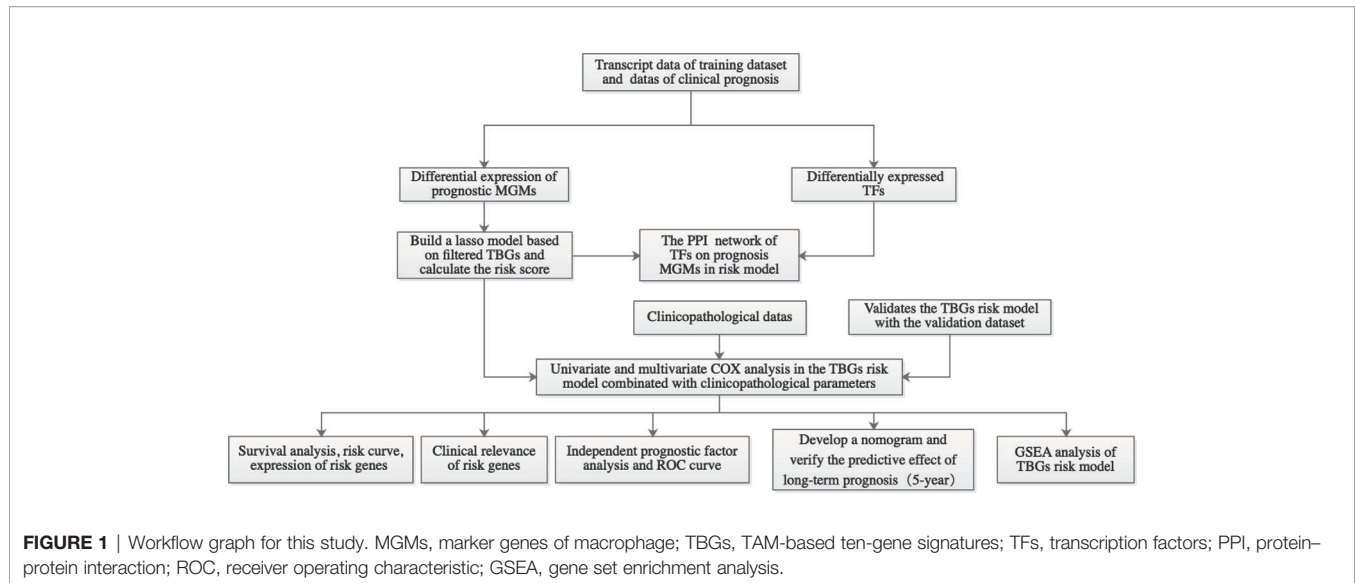 Transcript data of training dataset
and datas of clinical prognosis
Differential expression of
prognostic MGMs
Differentially expressed
TFs
Build a lasso model based
on filtered TBGs and
calculate the risk score
The PPI network of
TFs on prognosis
MGMs in risk model
Clinicopathological datas
Validates the TBGs risk model
with the validation dataset
Univariate and multivariate COX analysis in the TBGs risk
model combined with clinicopathological parameters
Survival analysis, risk curve,
expression of risk genes
Clinical relevance
of risk genes
Independent prognostic factor
analysis and ROC curve
Develop a nomogram and
verify the predictive effect of
long-term prognosis（5-year）
GSEA analysis of
TBGs risk model
FIGURE 1 | Workflow graph for this study. MGMs, marker genes of macrophage; TBGs, TAM-based ten-gene signatures; TFs, transcription factors; PPI, protein–
protein interaction; ROC, receiver operating characteristic; GSEA, gene set enrichment analysis.